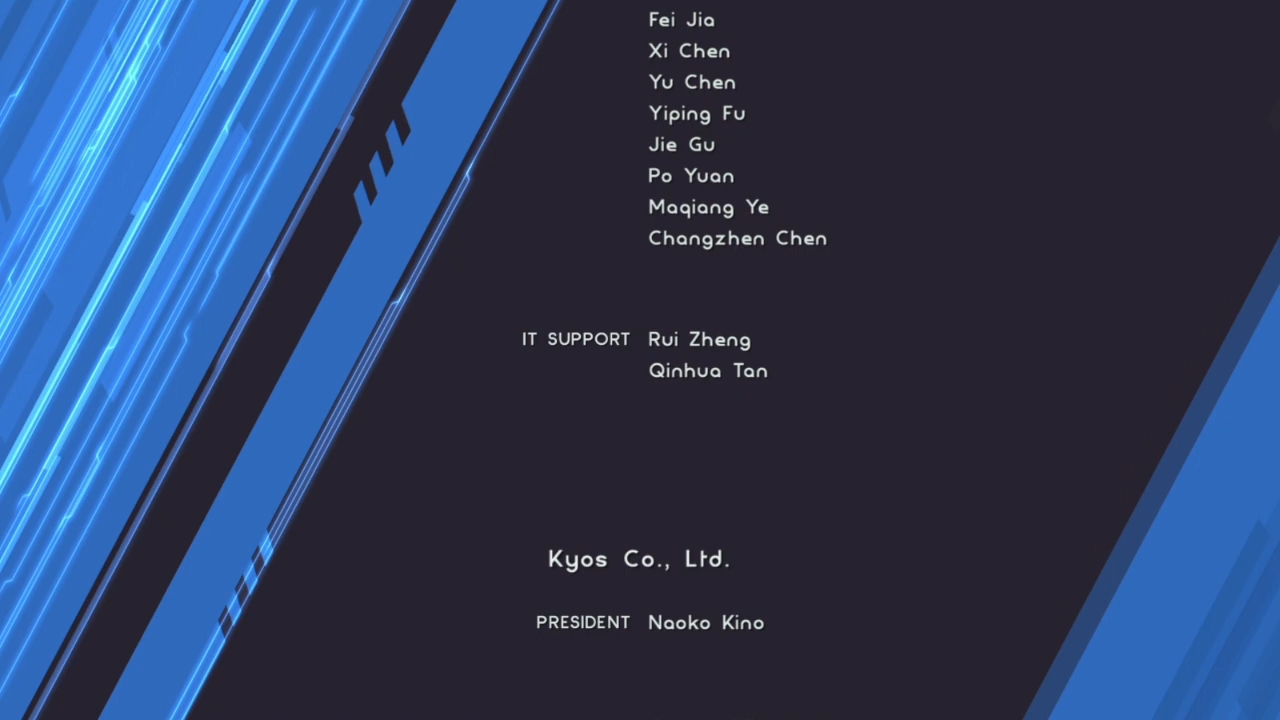 Fei Jia
Xi Chen
Yu Chen
Yiping Fu
Jie Gu
Po Yuan
Maqiang Ye
Changzhen Chen
IT SUPPORT Rui Zheng
Qinhua Tan
Kyos Co., Ltd.
PRESIDENT Naoko Kino